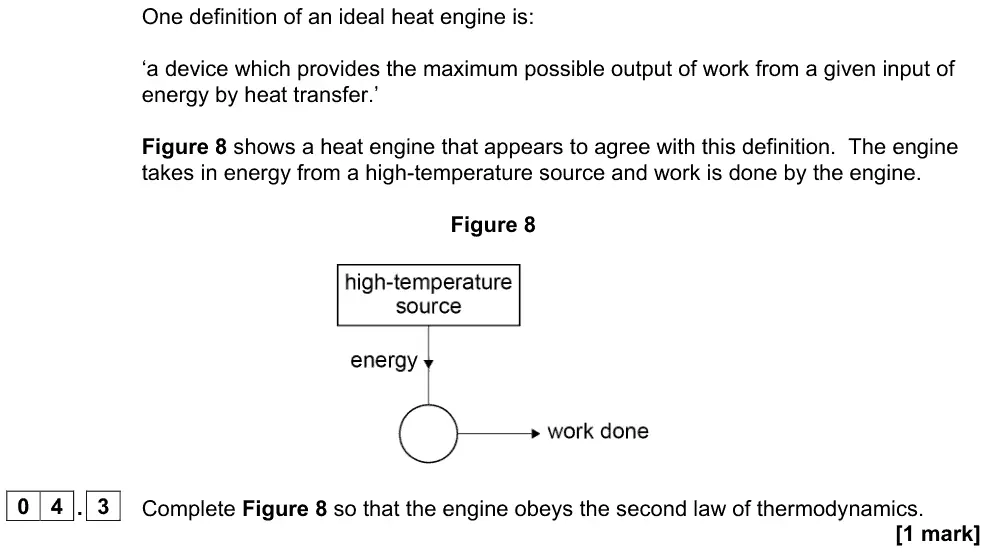 One definition of an ideal heat engine is:
‘a device which provides the maximum possible output of work from a given input of
energy by heat transfer.’
Figure 8 shows a heat engine that appears to agree with this definition.  The engine
takes in energy from a high-temperature source and work is done by the engine.
Figure 8
high-temperature
source
energy
work done
0 4 . 3 Complete Figure 8 so that the engine obeys the second law of thermodynamics.
[1 mark]